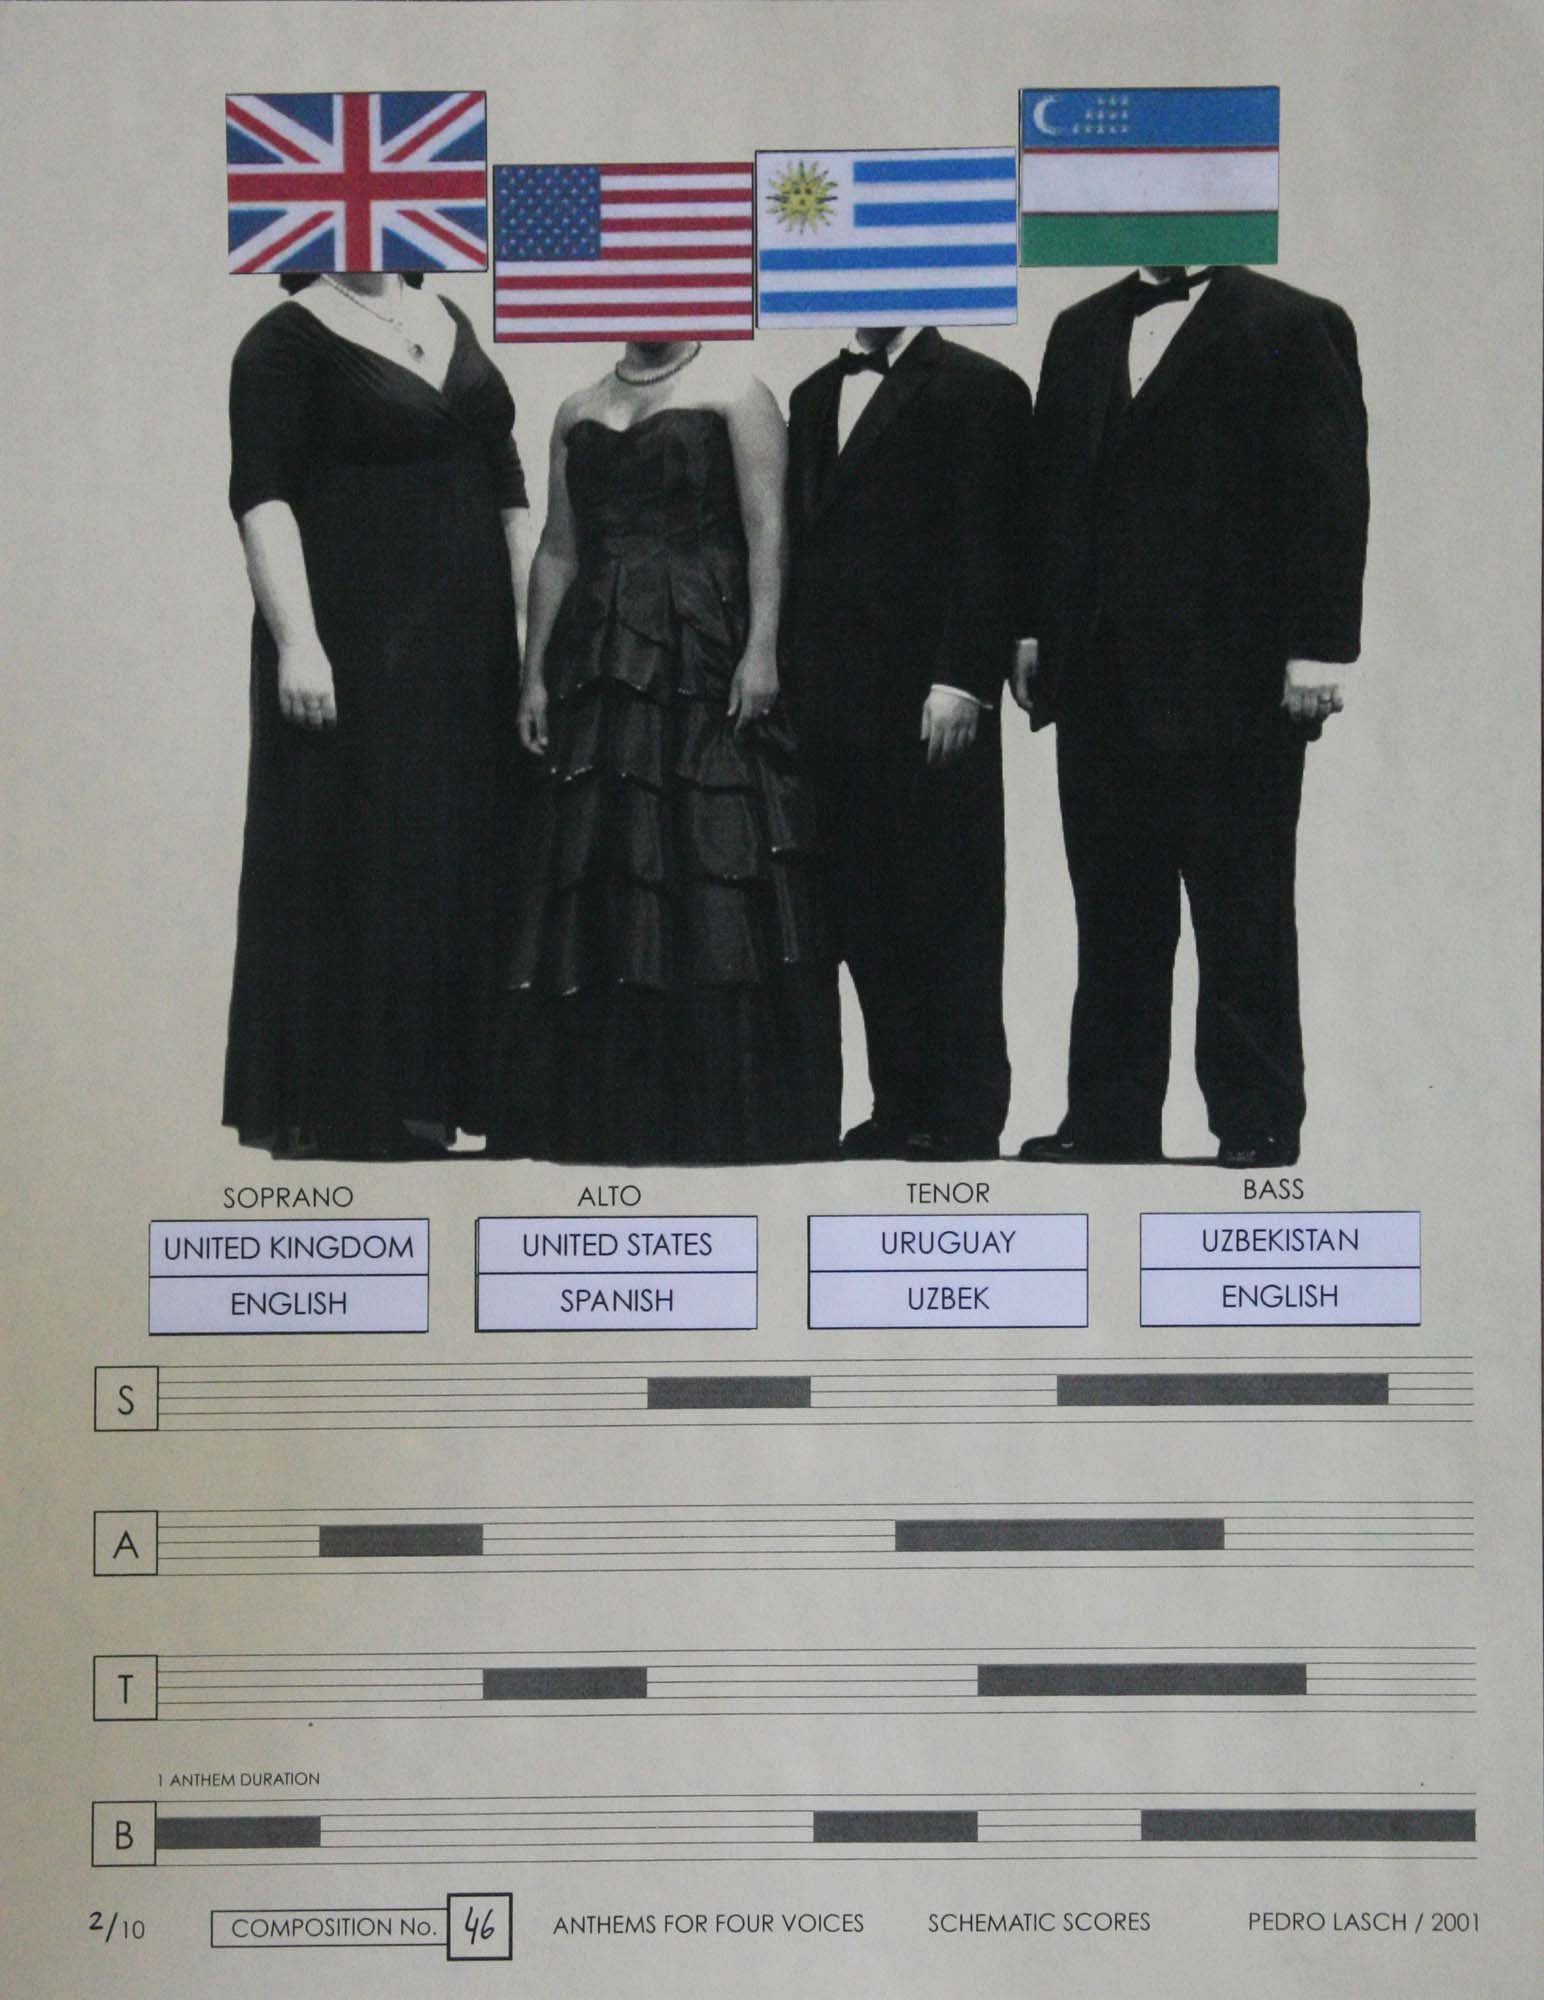 SOPRANO ALTO TENOR BASS
UNITED KINGDOM UNITED STATES URUGUAY UZBEKISTAN
ENGLISH SPANISH UZBEK ENGLISH
S
A
T
1 ANTHEM DURATION
B
2/10 COMPOSITION No. 46 ANTHEMS FOR FOUR VOICES SCHEMATIC SCORES PEDRO LASCH / 2001